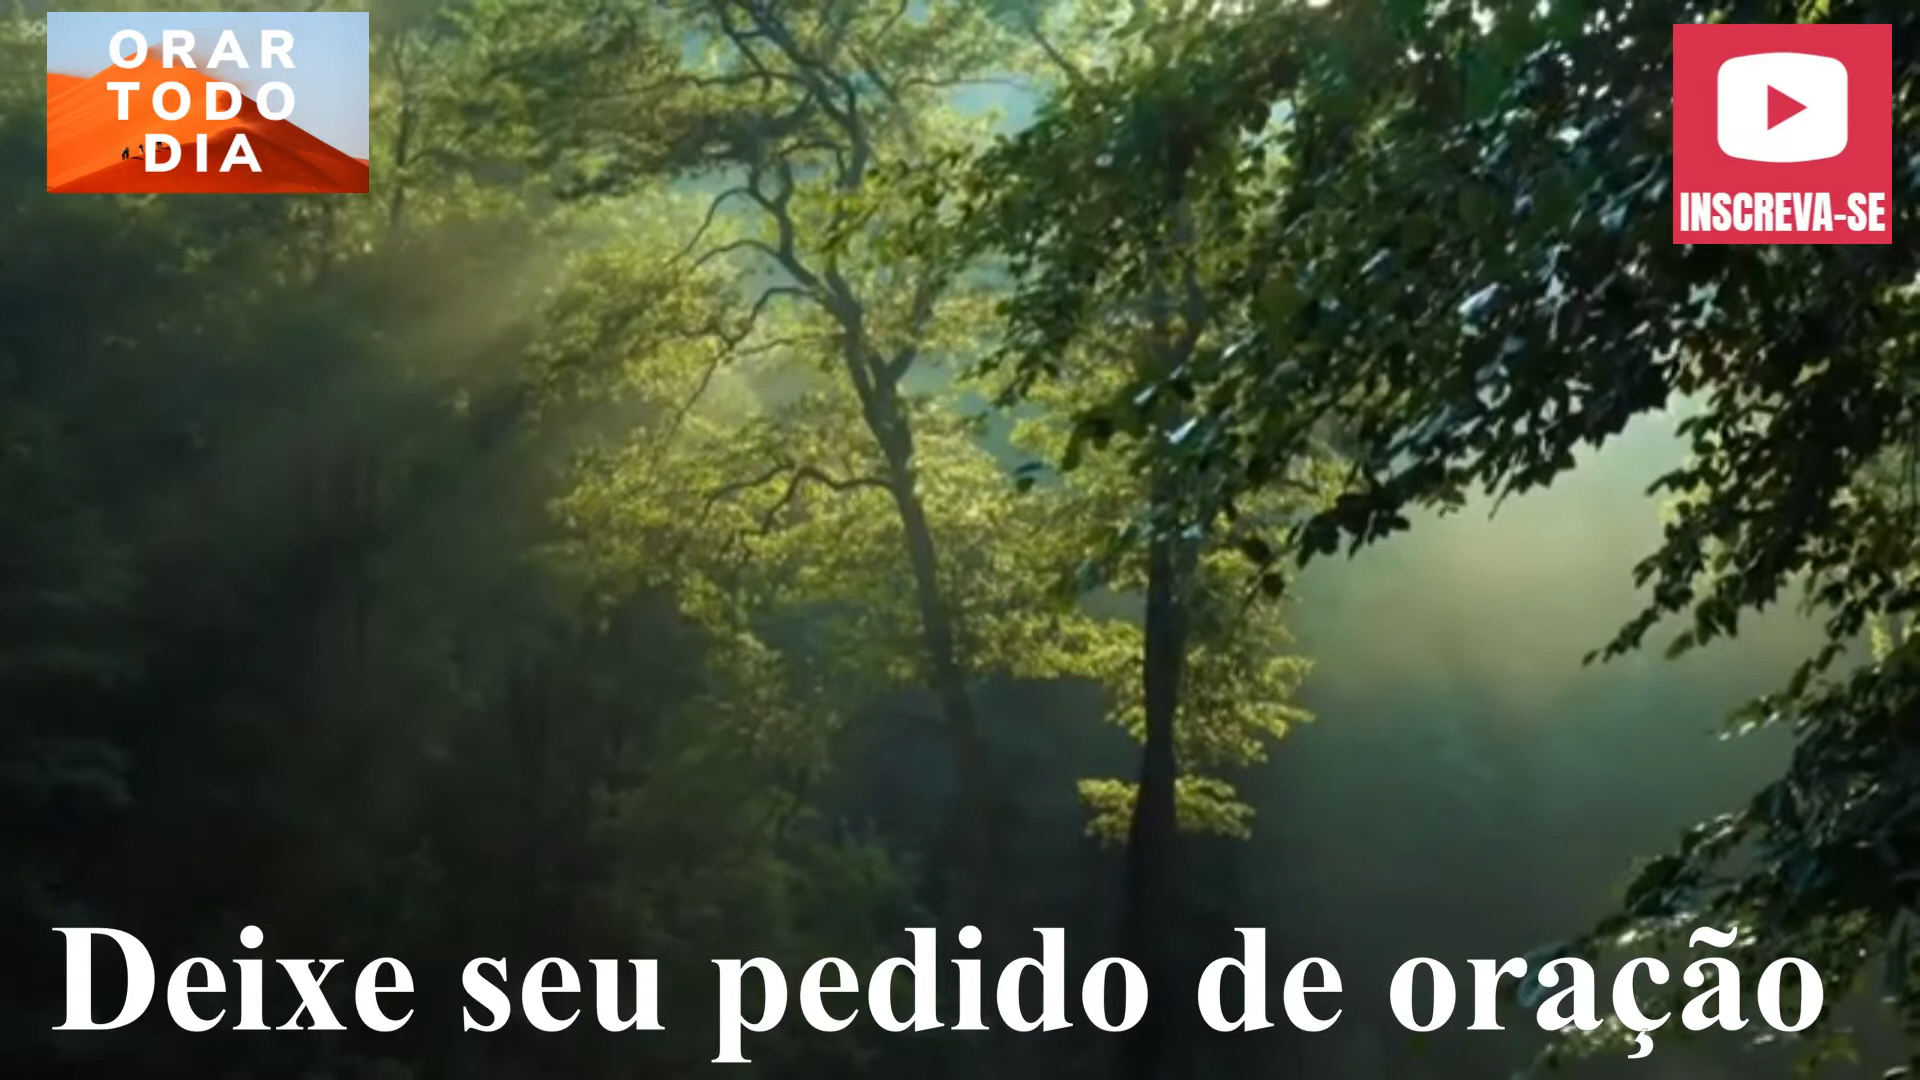 ORAR
TODO
DIA
INSCREVA-SE
Deixe seu pedido de oração